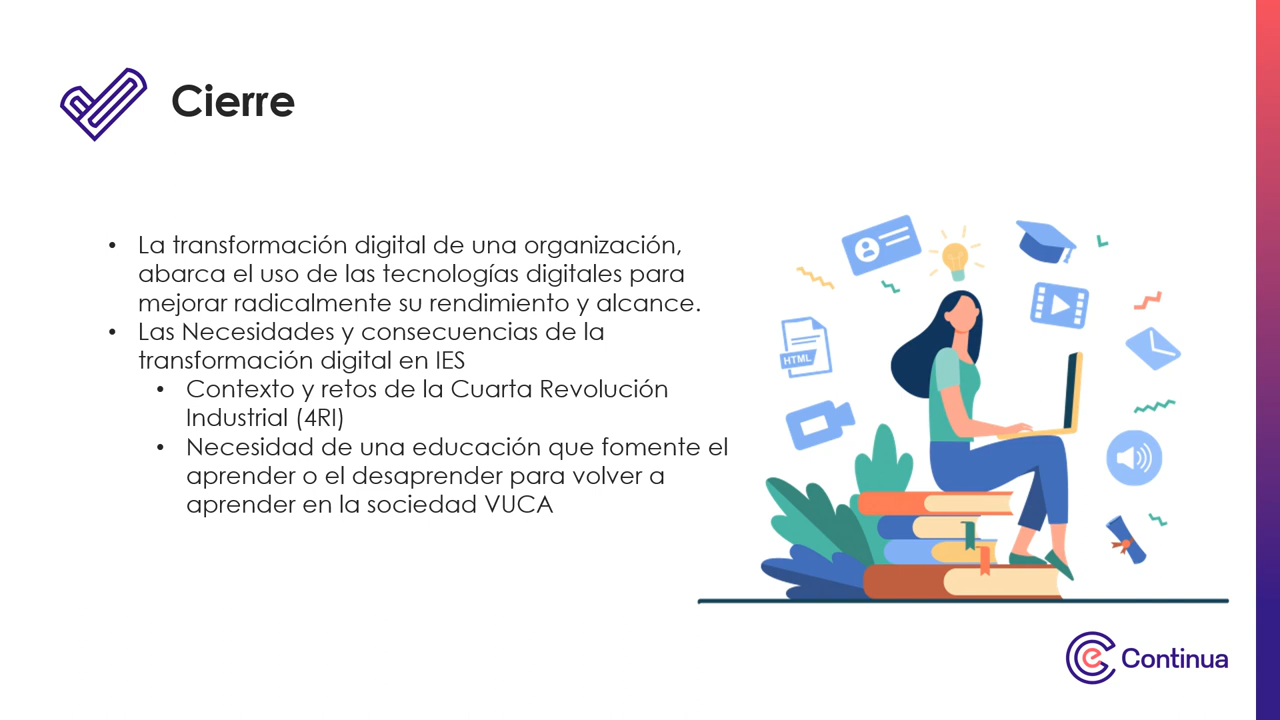 Cierre
• La transformación digital de una organización,
abarca el uso de las tecnologías digitales para
mejorar radicalmente su rendimiento y alcance.
• Las Necesidades y consecuencias de la
transformación digital en IES
• Contexto y retos de la Cuarta Revolución
Industrial (4RI)
• Necesidad de una educación que fomente el
aprender o el desaprender para volver a
aprender en la sociedad VUCA
HTML
e Continua